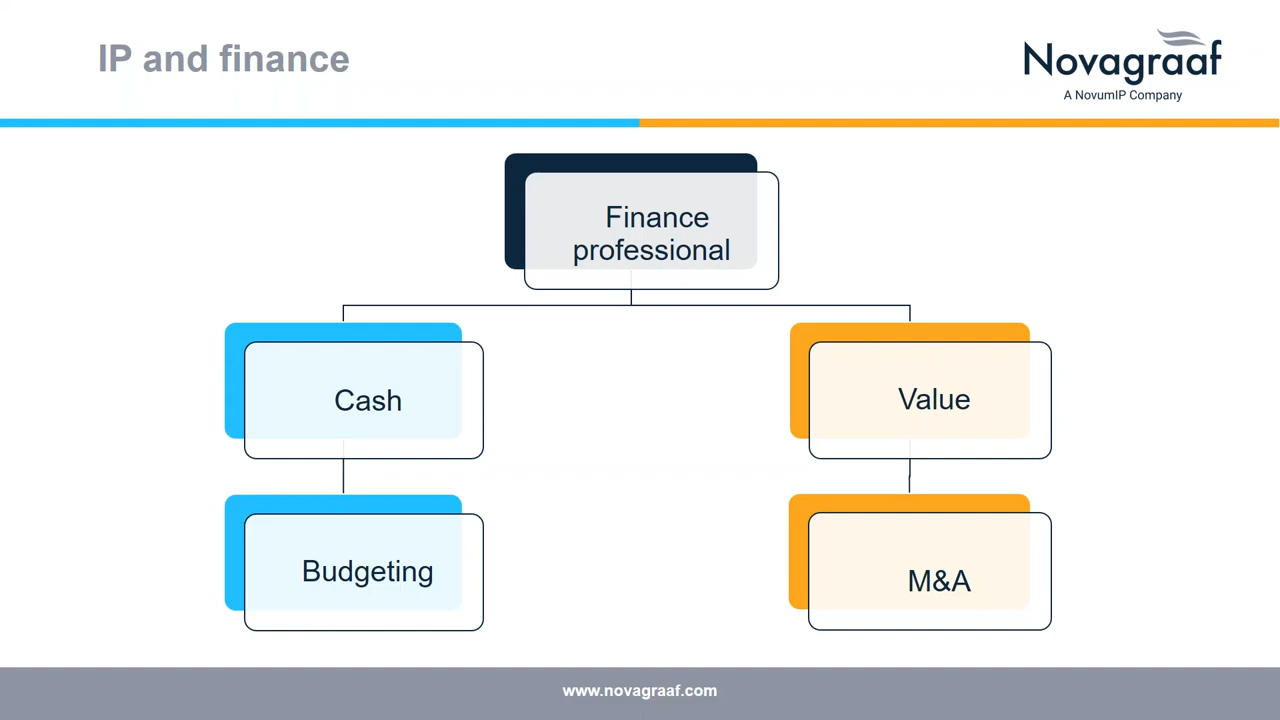 IP and finance
Novagraaf
A NovumIP Company
Finance
professional
Cash
Value
Budgeting
M&A
www.novagraaf.com